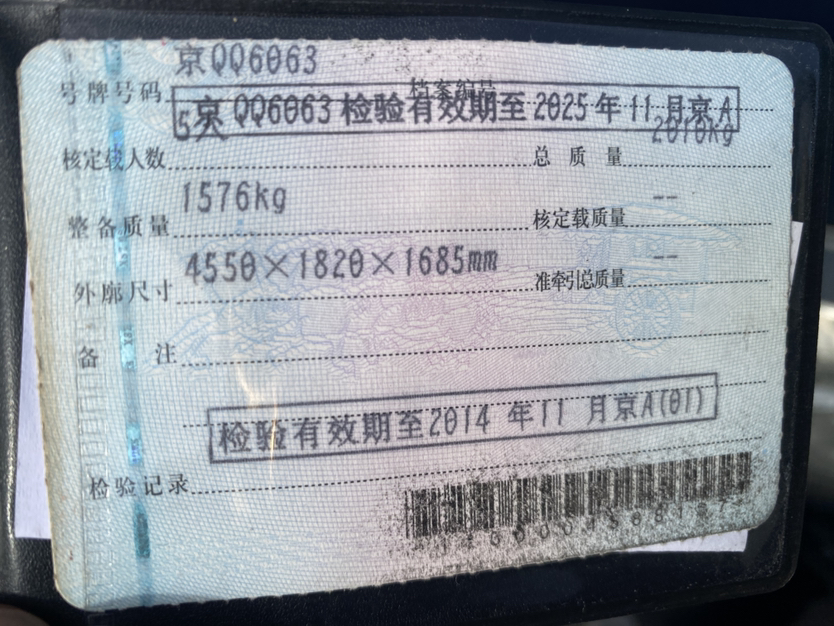 京QQ6063
号牌号码 档案编号
京QQ6063检验有效期至2025年11月京A
5人 2010kg
核定载人数 总质量
1576kg --
整备质量 核定载质量
4550×1820×1685mm --
外廓尺寸 准牵引总质量
备注
检验有效期至2014年11月京A(01)
检验记录